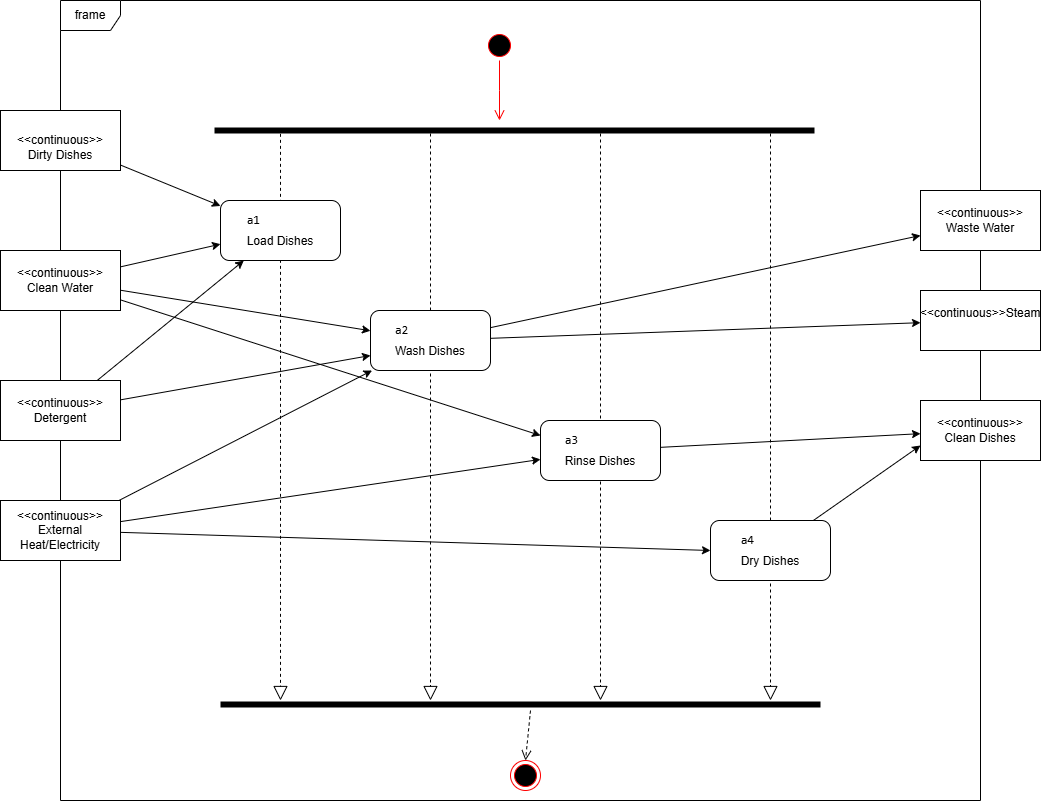 frame
<<continuous>>
Dirty Dishes
<<continuous>>
Clean Water
<<continuous>>
Detergent
<<continuous>>
External
Heat/Electricity
a1
Load Dishes
a2
Wash Dishes
a3
Rinse Dishes
a4
Dry Dishes
<<continuous>>
Waste Water
<<continuous>>Steam
<<continuous>>
Clean Dishes